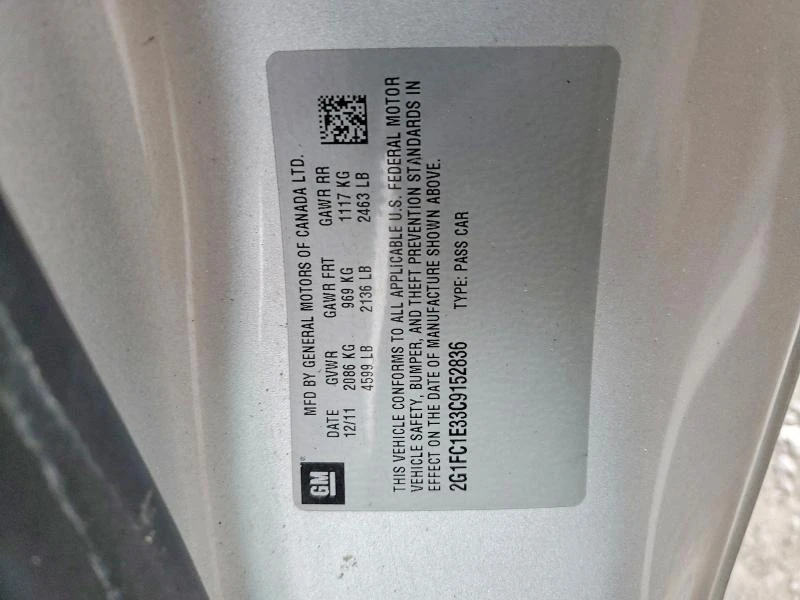 GM
MFD BY GENERAL MOTORS OF CANADA LTD.
DATE GVWR GAWR FRT GAWR RR
12/11 2086 KG 969 KG 1117 KG
4599 LB 2136 LB 2463 LB
THIS VEHICLE CONFORMS TO ALL APPLICABLE U.S. FEDERAL MOTOR
VEHICLE SAFETY, BUMPER, AND THEFT PREVENTION STANDARDS IN
EFFECT ON THE DATE OF MANUFACTURE SHOWN ABOVE.
2G1FC1E33C9152836 TYPE: PASS CAR